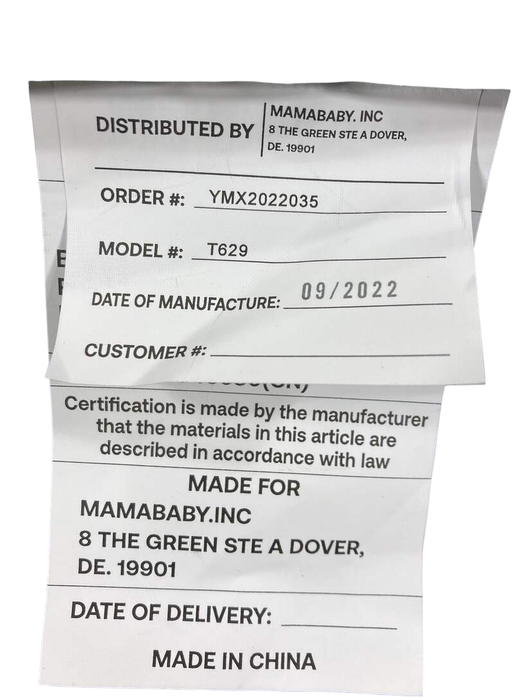 DISTRIBUTED BY
MAMABABY. INC
8 THE GREEN STE A DOVER,
DE. 19901
ORDER #: YMX2022035
MODEL #: T629
DATE OF MANUFACTURE: 09/2022
CUSTOMER #:
Certification is made by the manufacturer
that the materials in this article are
described in accordance with law
MADE FOR
MAMABABY.INC
8 THE GREEN STE A DOVER,
DE. 19901
DATE OF DELIVERY:
MADE IN CHINA